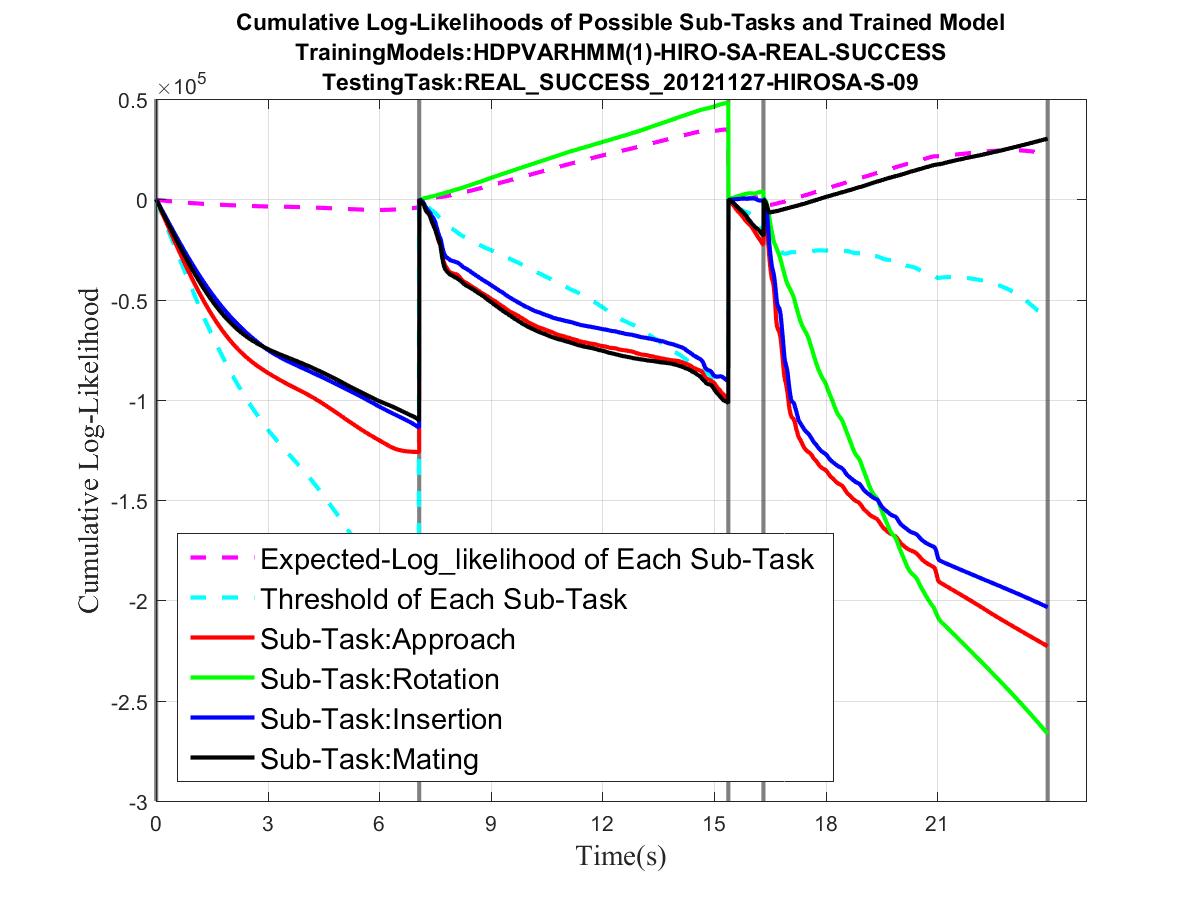 Cumulative Log-Likelihoods of Possible Sub-Tasks and Trained Model
TrainingModels:HDPVARHMM(1)-HIRO-SA-REAL-SUCCESS
TestingTask:REAL_SUCCESS_20121127-HIROSA-S-09
×10⁵
0.5
0
-0.5
-1
-1.5
-2
-2.5
-3
Cumulative Log-Likelihood
Expected-Log_likelihood of Each Sub-Task
Threshold of Each Sub-Task
Sub-Task:Approach
Sub-Task:Rotation
Sub-Task:Insertion
Sub-Task:Mating
0 3 6 9 12 15 18 21
Time(s)